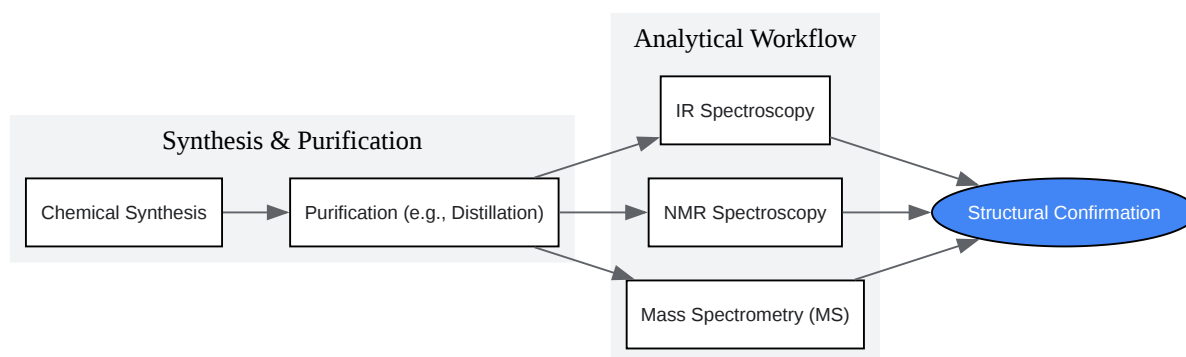 Synthesis & Purification
Chemical Synthesis
Purification (e.g., Distillation)
Analytical Workflow
IR Spectroscopy
NMR Spectroscopy
Mass Spectrometry (MS)
Structural Confirmation